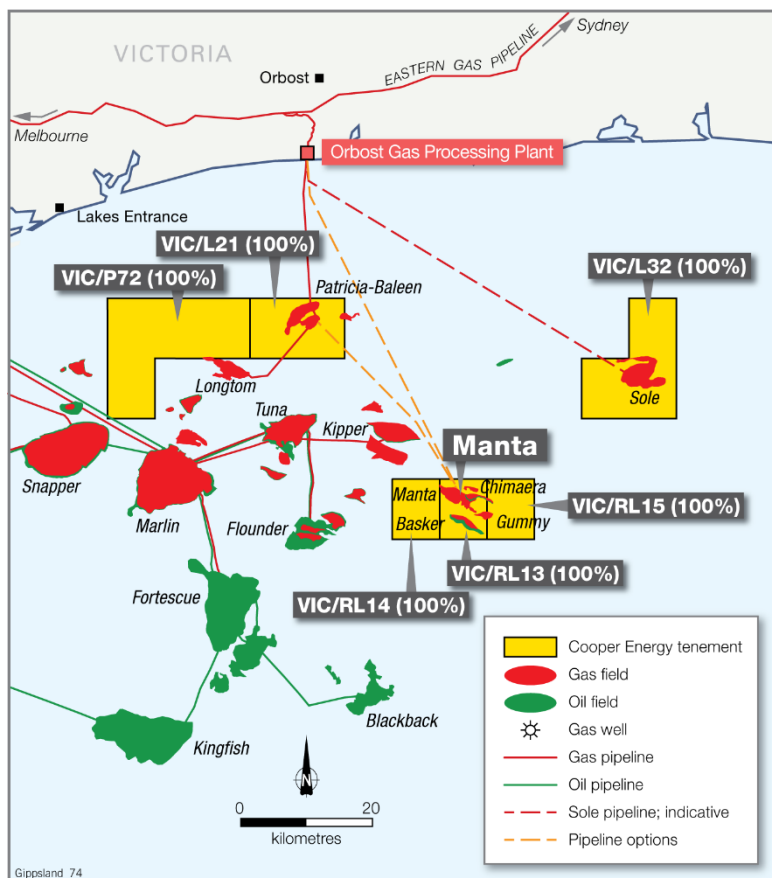 Sydney
VICTORIA
EASTERN GAS PIPELINE
Orbost
Melbourne
Orbost Gas Processing Plant
Lakes Entrance
VIC/L21 (100%)
VIC/P72 (100%)
VIC/L32 (100%)
Patricia-Baleen
Longtom
Sole
Tuna
Kipper
Manta
Snapper
Marlin
Manta
Chimaera
Flounder
Basker
Gummy
VIC/RL15 (100%)
VIC/RL13 (100%)
VIC/RL14 (100%)
Fortescue
Blackback
Kingfish
N
0 20
kilometres
Cooper Energy tenement
Gas field
Oil field
Gas well
Gas pipeline
Oil pipeline
Sole pipeline; indicative
Pipeline options
Gippsland 74